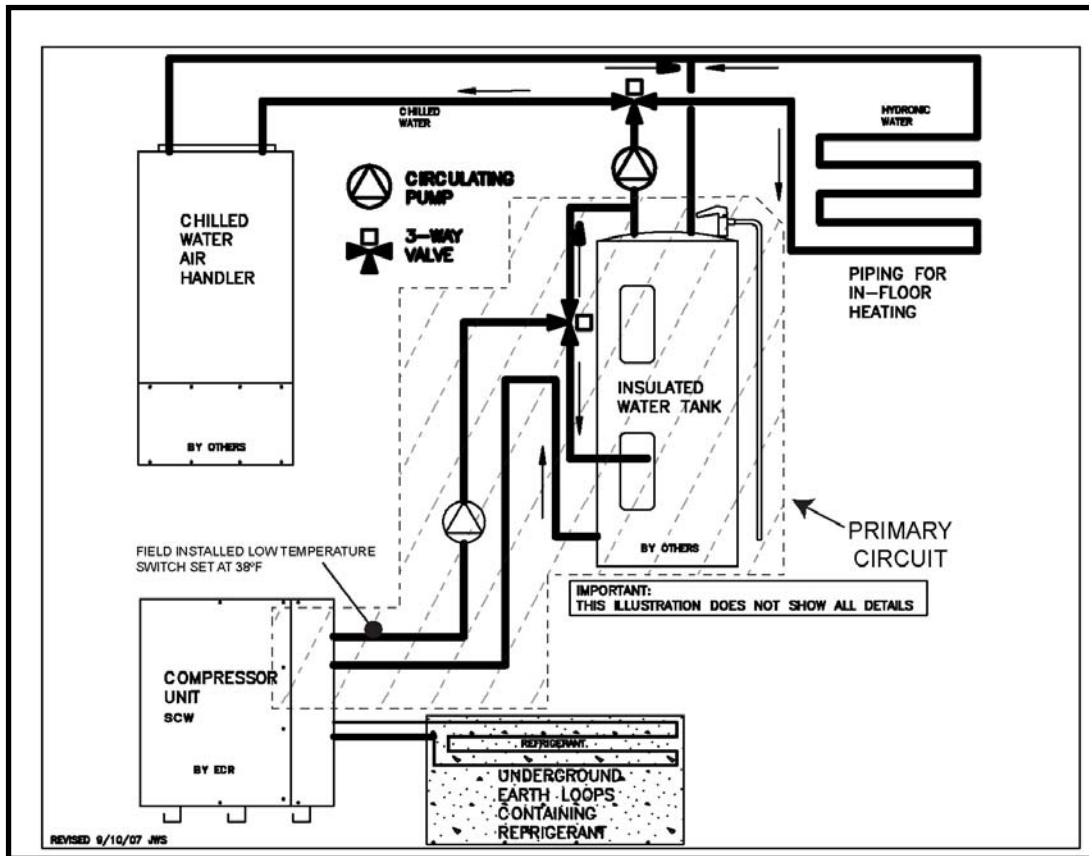 CHILLED
WATER
HYDRONIC
WATER
CHILLED
WATER
AIR
HANDLER
BY OTHERS
CIRCULATING
PUMP
3-WAY
VALVE
PIPING FOR
IN-FLOOR
HEATING
INSULATED
WATER TANK
BY OTHERS
PRIMARY
CIRCUIT
FIELD INSTALLED LOW TEMPERATURE
SWITCH SET AT 38ºF
IMPORTANT:
THIS ILLUSTRATION DOES NOT SHOW ALL DETAILS
COMPRESSOR
UNIT
SCW
BY ECR
REFRIGERANT
UNDERGROUND
EARTH LOOPS
CONTAINING
REFRIGERANT
REVISED 9/10/07 JWS